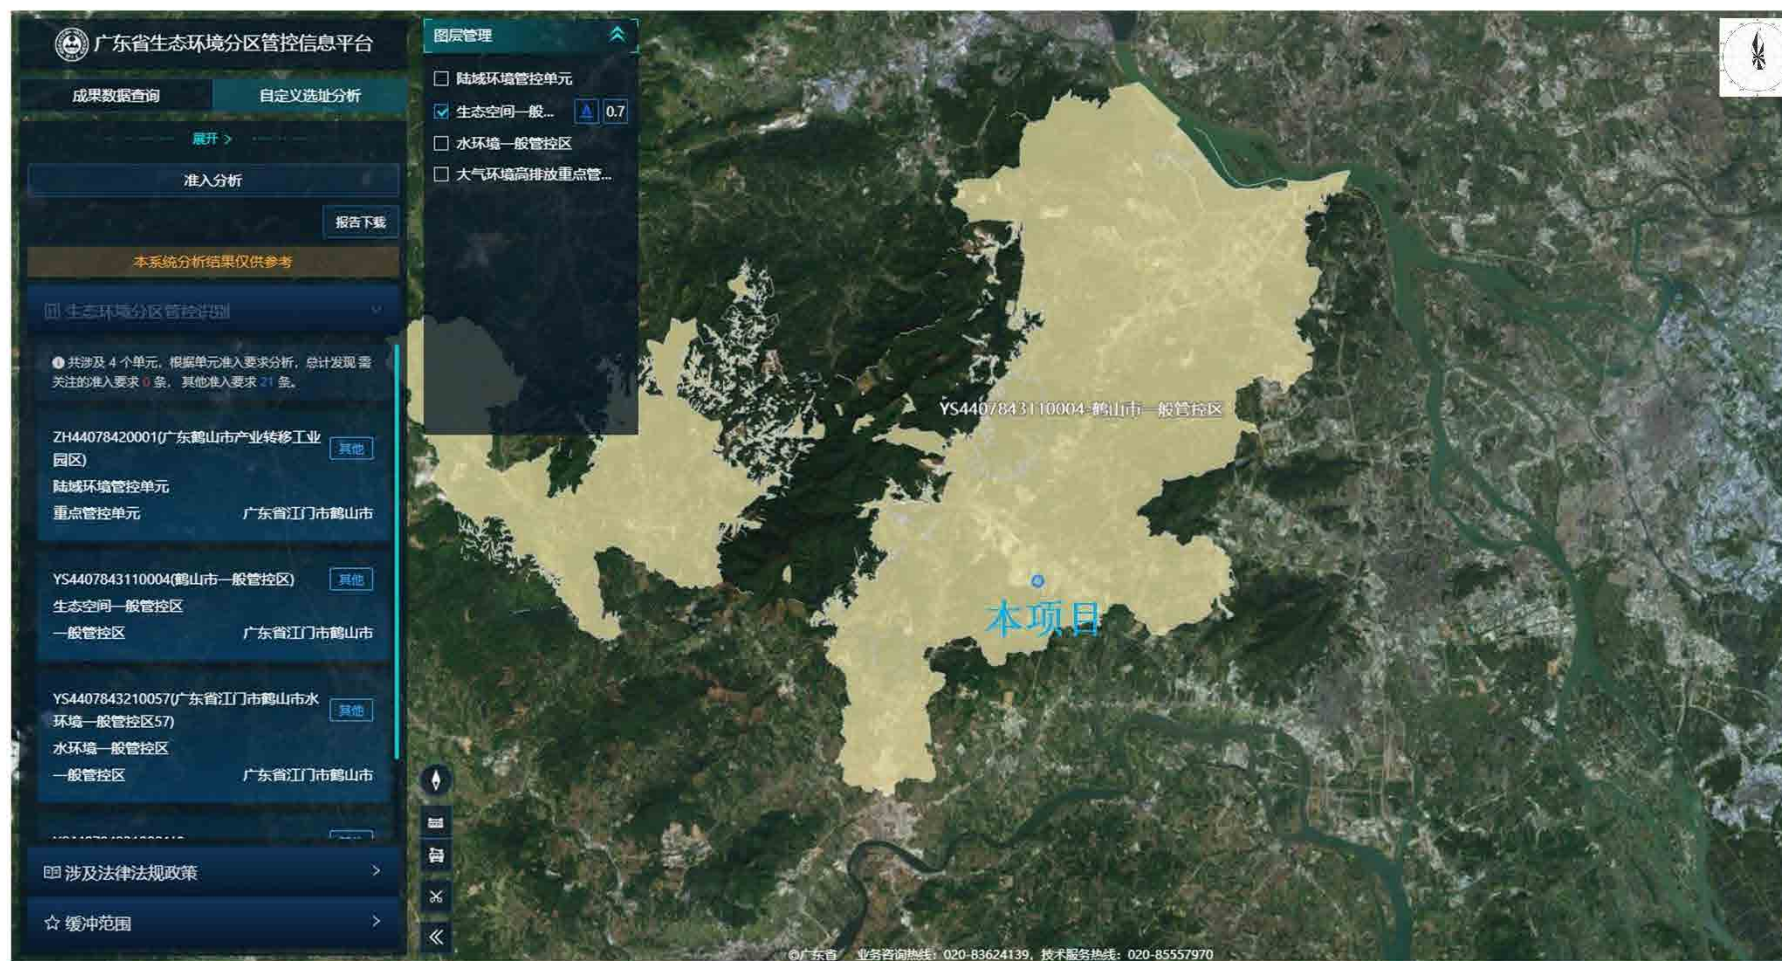 广东省生态环境分区管控信息平台
成果数据查询
自定义选址分析
展开 >
准入分析
报告下载
本系统分析结果仅供参考
生态环境分区管控识别
共涉及 4 个单元，根据单元准入要求分析，总计发现 需
关注的准入要求 0 条， 其他准入要求 21 条。
ZH44078420001(广东鹤山市产业转移工业
园区)
其他
陆域环境管控单元
重点管控单元
广东省江门市鹤山市
YS4407843110004(鹤山市一般管控区)
其他
生态空间一般管控区
一般管控区
广东省江门市鹤山市
YS4407843210057(广东省江门市鹤山市水
环境一般管控区57)
其他
水环境一般管控区
一般管控区
广东省江门市鹤山市
涉及法律法规政策
缓冲范围
图层管理
陆域环境管控单元
生态空间一般...
0.7
水环境一般管控区
大气环境高排放重点管...
YS4407843110004-鹤山市一般管控区
本项目
©广东省
业务咨询热线：020-83624139，技术服务热线：020-85557970